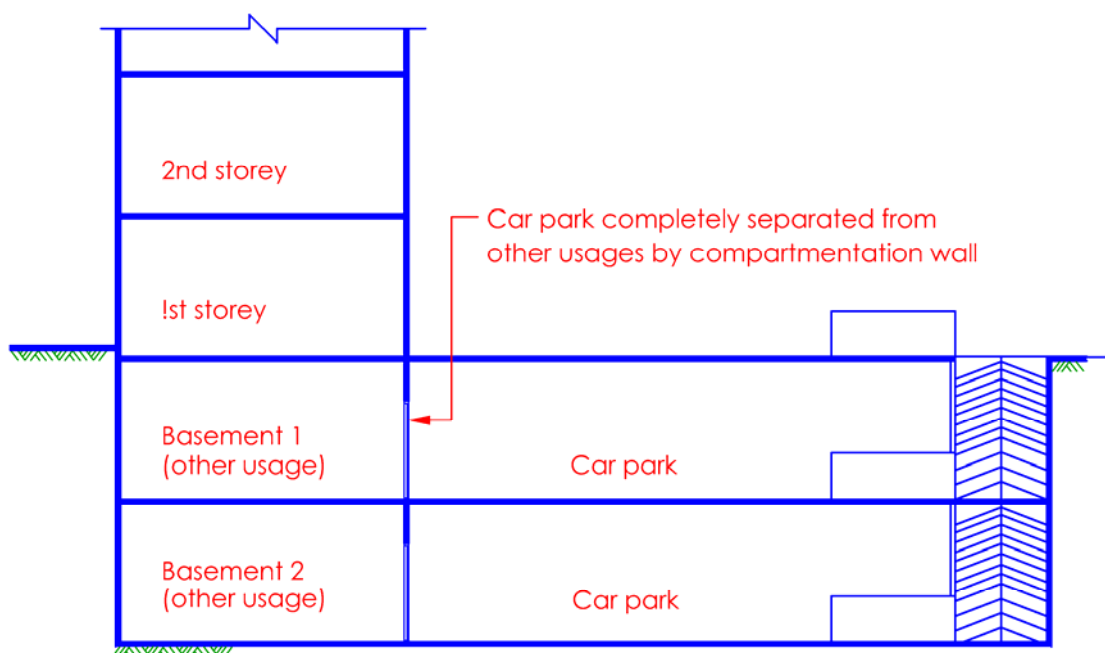 2nd storey
Car park completely separated from
other usages by compartmentation wall
!st storey
Basement 1
(other usage)
Car park
Basement 2
(other usage)
Car park